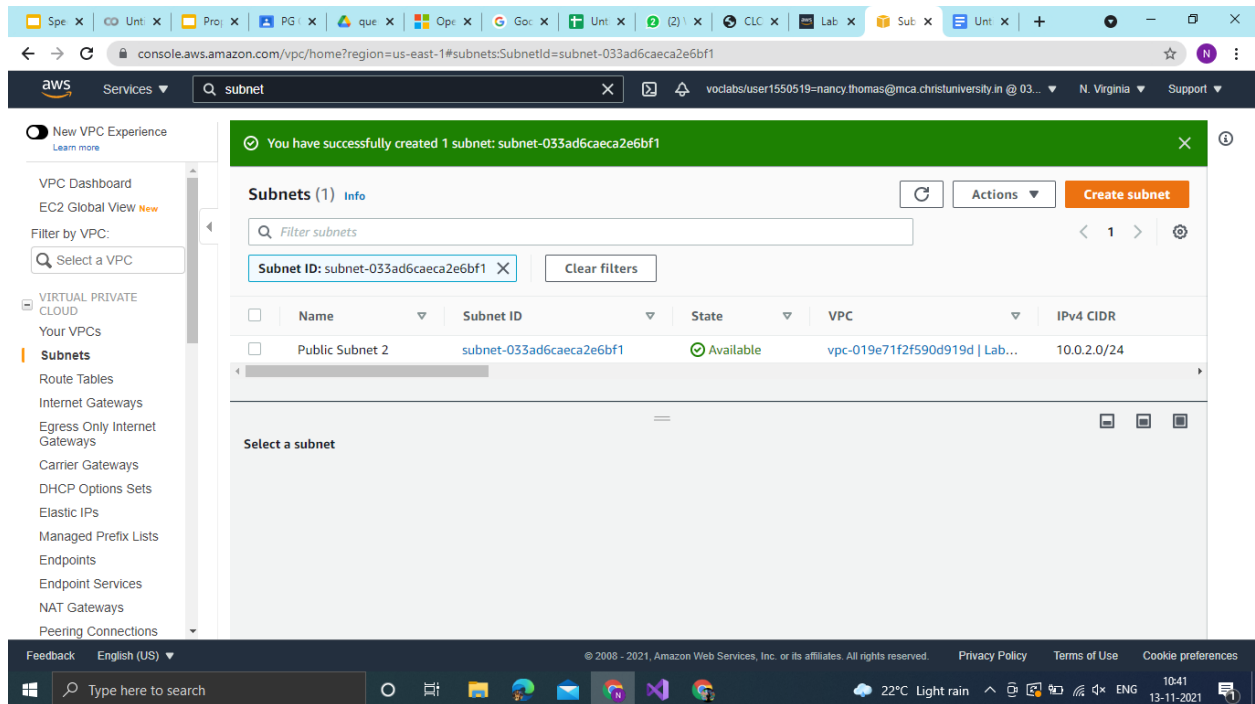 Spe
Unti
Proj
PG (
que
Ope
Goo
Unt
(2) \
CLC
Lab
Sub
Unt
console.aws.amazon.com/vpc/home?region=us-east-1#subnets:SubnetId=subnet-033ad6caeca2e6bf1
N
aws
Services
subnet
voclabs/user1550519=nancy.thomas@mca.christuniversity.in @ 03...
N. Virginia
Support
New VPC Experience
Learn more
VPC Dashboard
EC2 Global View New
Filter by VPC:
Select a VPC
VIRTUAL PRIVATE
CLOUD
Your VPCs
Subnets
Route Tables
Internet Gateways
Egress Only Internet
Gateways
Carrier Gateways
DHCP Options Sets
Elastic IPs
Managed Prefix Lists
Endpoints
Endpoint Services
NAT Gateways
Peering Connections
You have successfully created 1 subnet: subnet-033ad6caeca2e6bf1
Subnets (1) Info
Actions
Create subnet
Filter subnets
1
Subnet ID: subnet-033ad6caeca2e6bf1
Clear filters
Name Subnet ID State VPC IPv4 CIDR
Public Subnet 2 subnet-033ad6caeca2e6bf1 Available vpc-019e71f2f590d919d | Lab... 10.0.2.0/24
Select a subnet
Feedback English (US) © 2008 - 2021, Amazon Web Services, Inc. or its affiliates. All rights reserved. Privacy Policy Terms of Use Cookie preferences
Type here to search
22°C Light rain
ENG
10:41
13-11-2021